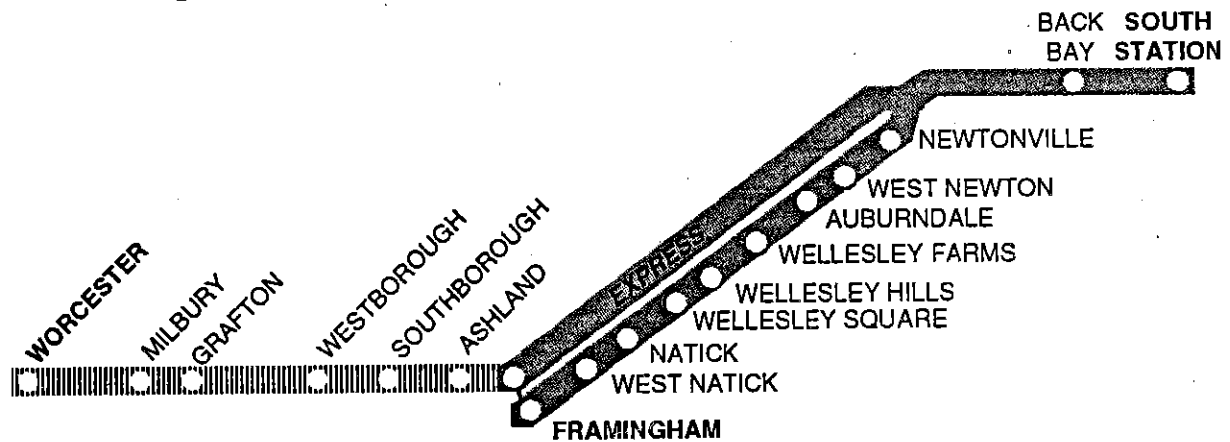 BACK SOUTH
BAY STATION
NEWTONVILLE
WEST NEWTON
AUBURNDALE
WELLESLEY FARMS
WELLESLEY HILLS
WELLESLEY SQUARE
NATICK
WEST NATICK
FRAMINGHAM
EXPRESS
WORCESTER
MILBURY
GRAFTON
WESTBOROUGH
SOUTHBOROUGH
ASHLAND